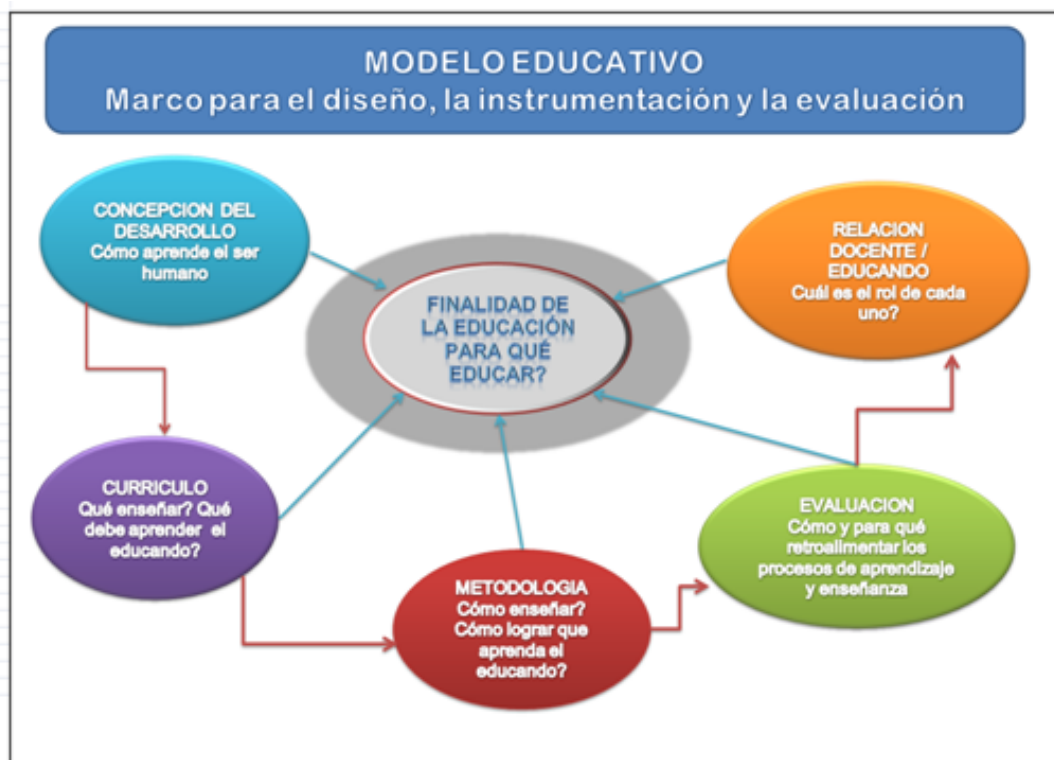 MODELO EDUCATIVO
Marco para el diseño, la instrumentación y la evaluación
CONCEPCION DEL
DESARROLLO
Cómo aprende el ser
humano
RELACION
DOCENTE /
EDUCANDO
Cuál es el rol de cada
uno?
FINALIDAD DE
LA EDUCACIÓN
PARA QUÉ
EDUCAR?
CURRICULO
Qué enseñar? Qué
debe aprender el
educando?
METODOLOGIA
Cómo enseñar?
Cómo lograr que
aprenda el
educando?
EVALUACION
Cómo y para qué
retroalimentar los
procesos de aprendizaje
y enseñanza